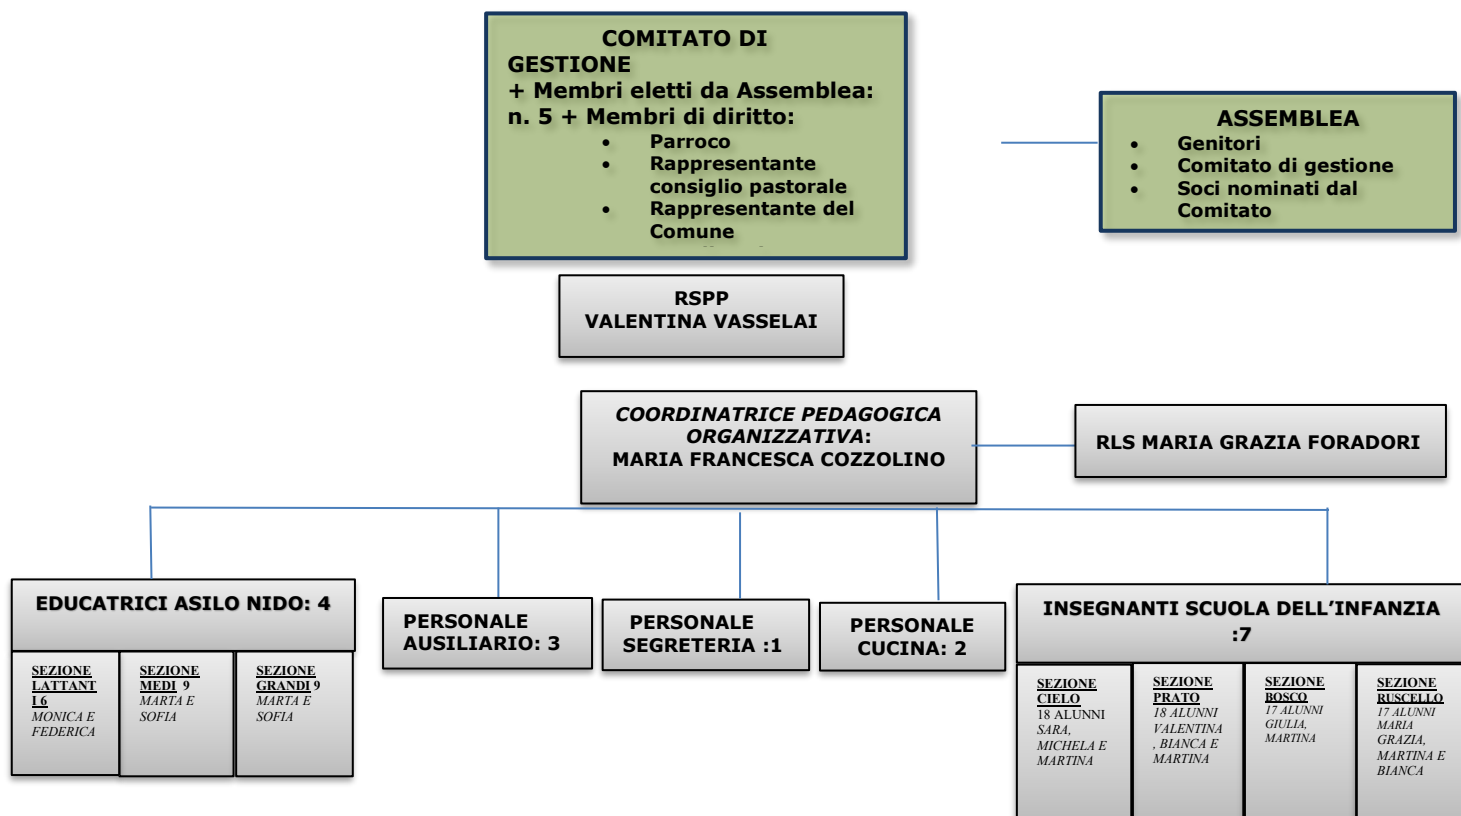 COMITATO DI
GESTIONE
+ Membri eletti da Assemblea:
n. 5 + Membri di diritto:
• Parroco
• Rappresentante
consiglio pastorale
• Rappresentante del
Comune
ASSEMBLEA
• Genitori
• Comitato di gestione
• Soci nominati dal
Comitato
RSPP
VALENTINA VASSELAI
COORDINATRICE PEDAGOGICA
ORGANIZZATIVA:
MARIA FRANCESCA COZZOLINO
RLS MARIA GRAZIA FORADORI
EDUCATRICI ASILO NIDO: 4
SEZIONE
LATTANT
I 6
MONICA E
FEDERICA
SEZIONE
MEDI 9
MARTA E
SOFIA
SEZIONE
GRANDI 9
MARTA E
SOFIA
PERSONALE
AUSILIARIO: 3
PERSONALE
SEGRETERIA :1
PERSONALE
CUCINA: 2
INSEGNANTI SCUOLA DELL’INFANZIA
:7
SEZIONE
CIELO
18 ALUNNI
SARA,
MICHELA E
MARTINA
SEZIONE
PRATO
18 ALUNNI
VALENTINA
, BIANCA E
MARTINA
SEZIONE
BOSCO
17 ALUNNI
GIULIA,
MARTINA
SEZIONE
RUSCELLO
17 ALUNNI
MARIA
GRAZIA,
MARTINA E
BIANCA